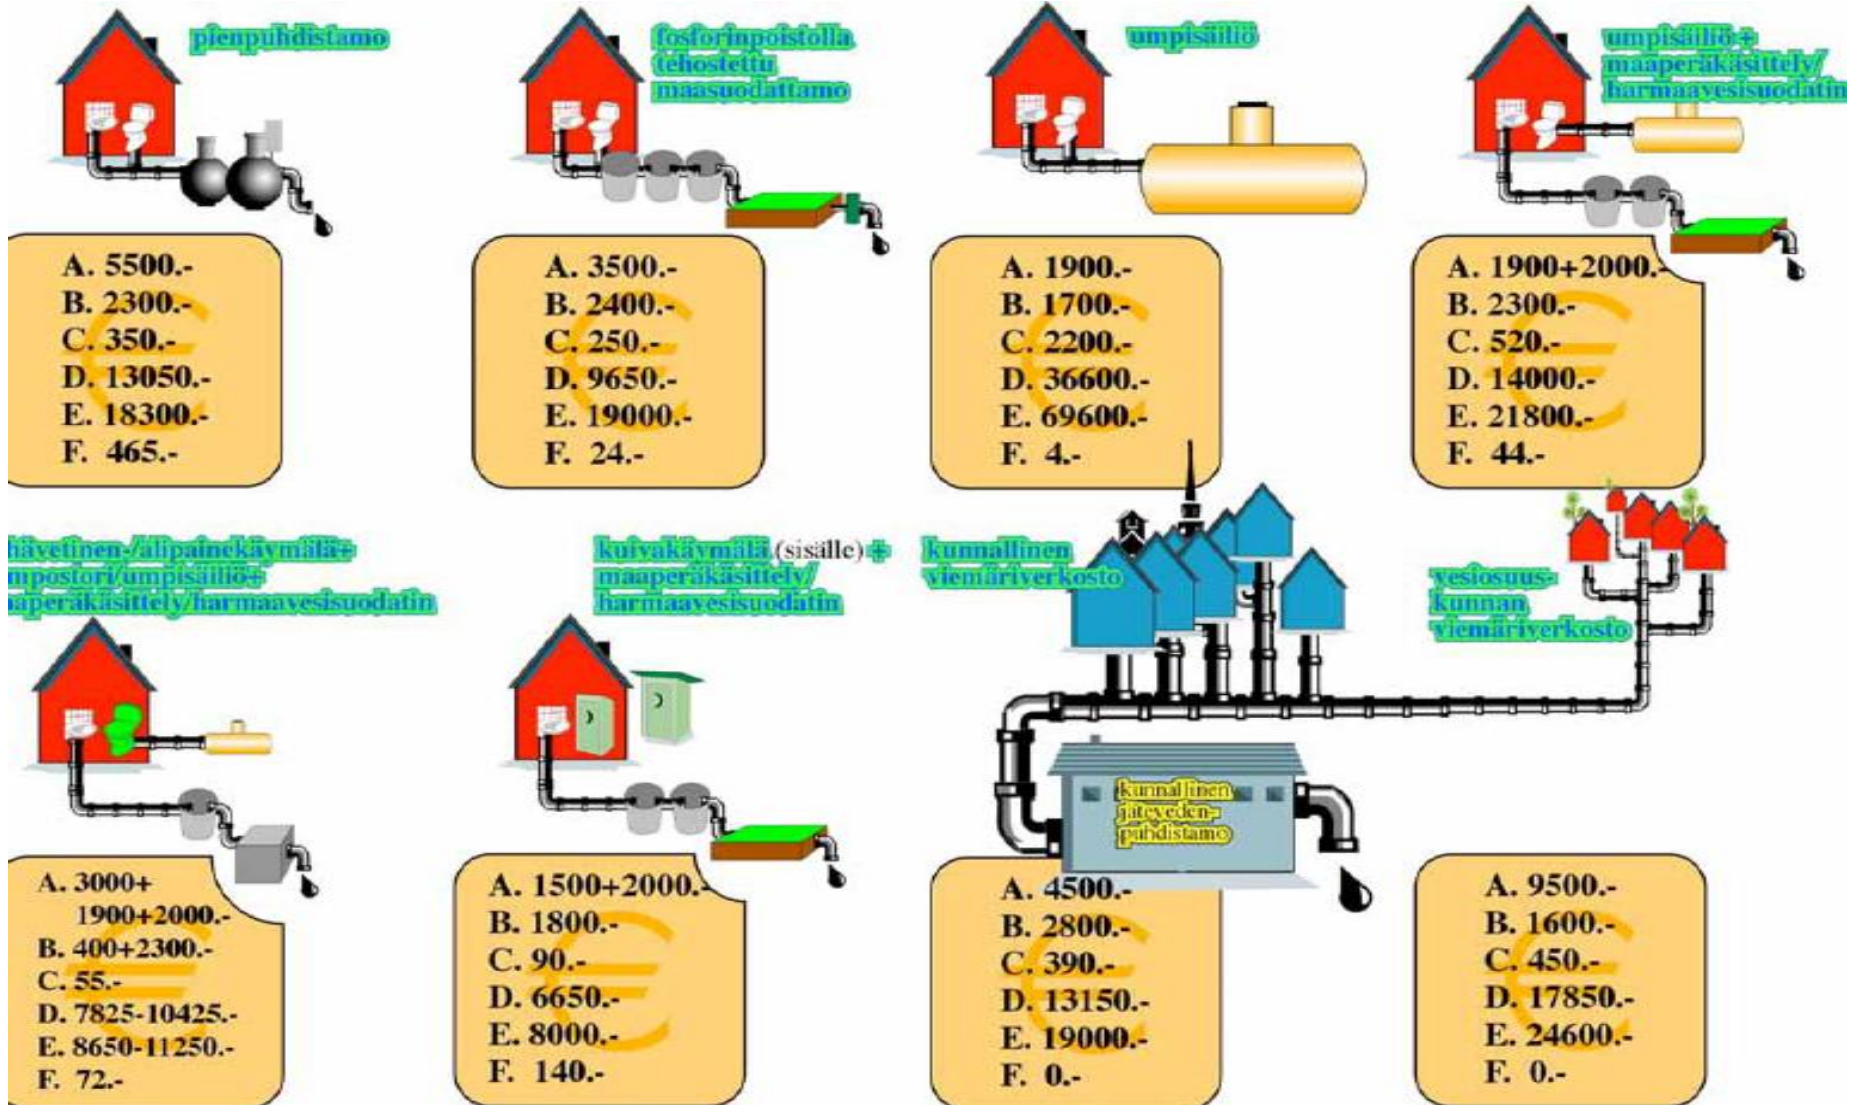 pienpuhdistamo
A. 5500.-
B. 2300.-
C. 350.-
D. 13050.-
E. 18300.-
F. 465.-
fosforinpoistolla
tehostettu
maasuodattamo
A. 3500.-
B. 2400.-
C. 250.-
D. 9650.-
E. 19000.-
F. 24.-
umpisäiliö
A. 1900.-
B. 1700.-
C. 2200.-
D. 36600.-
E. 69600.-
F. 4.-
umpisäiliö +
maaperäkäsittely/
harmaavesisuodatin
A. 1900+2000.-
B. 2300.-
C. 520.-
D. 14000.-
E. 21800.-
F. 44.-
hävetinen-/alipainekäymälä+
mpostori/umpisäiliö+
aaperäkäsittely/harmaavesisuodatin
A. 3000+
1900+2000.-
B. 400+2300.-
C. 55.-
D. 7825-10425.-
E. 8650-11250.-
F. 72.-
kuivakäymälä (sisälle) +
maaperäkäsittely/
harmaavesisuodatin
A. 1500+2000.-
B. 1800.-
C. 90.-
D. 6650.-
E. 8000.-
F. 140.-
kunnallinen
viemäriverkosto
kunnallinen
jäteveden-
puhdistamo
A. 4500.-
B. 2800.-
C. 390.-
D. 13150.-
E. 19000.-
F. 0.-
vesiosuus-
kunnan
viemäriverkosto
A. 9500.-
B. 1600.-
C. 450.-
D. 17850.-
E. 24600.-
F. 0.-